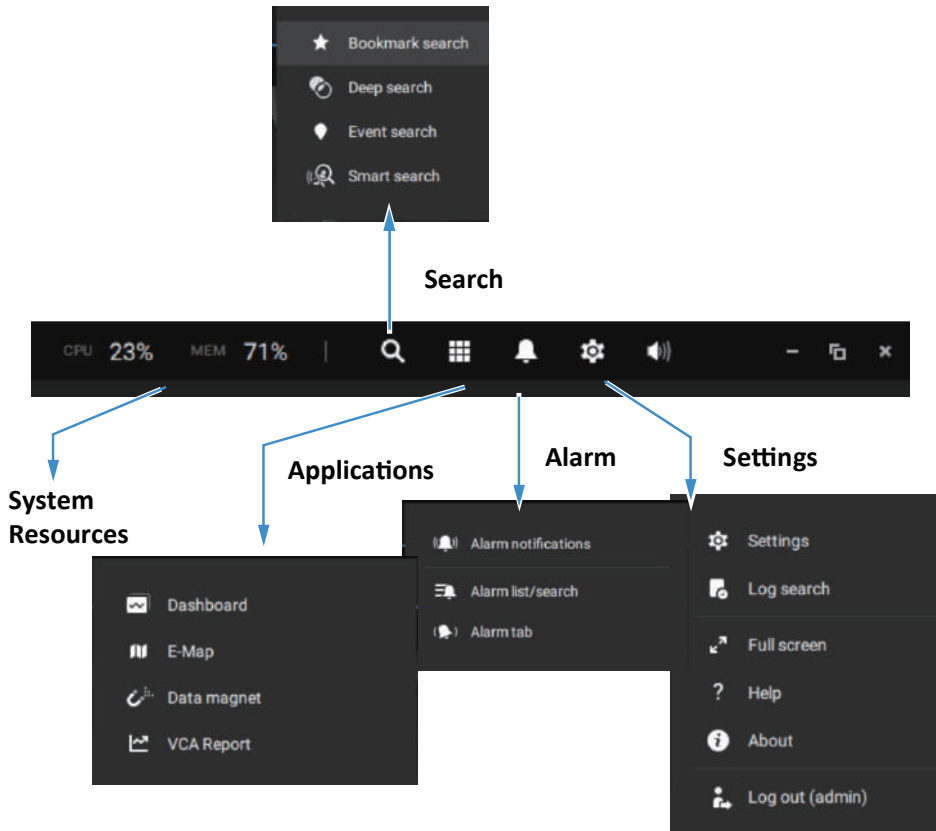 Bookmark search
Deep search
Event search
Smart search
Search
CPU 23% MEM 71%
System
Resources
Applications
Alarm
Settings
Dashboard
E-Map
Data magnet
VCA Report
Alarm notifications
Alarm list/search
Alarm tab
Settings
Log search
Full screen
? Help
About
Log out (admin)